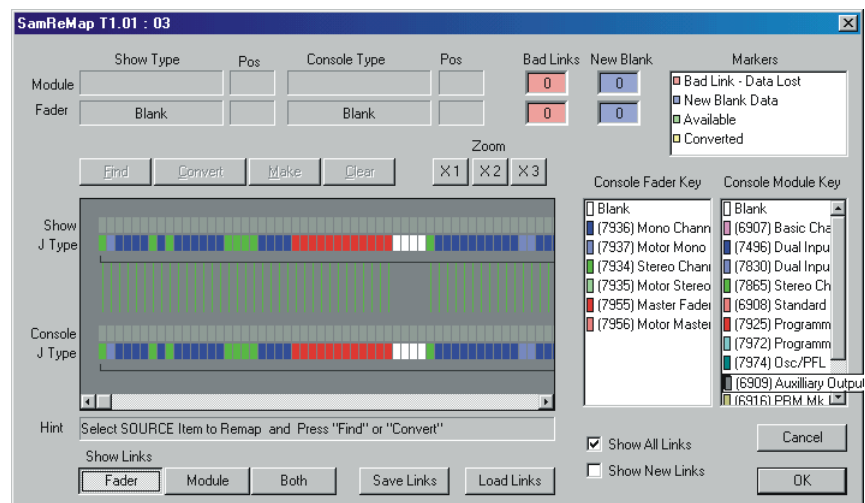 SamReMap T1.01 : 03
Show Type Pos Console Type Pos Bad Links New Blank Markers
Module 0 0
Fader Blank Blank 0 0
Bad Link - Data Lost
New Blank Data
Available
Converted
Zoom
Find Convert Make Clear X1 X2 X3
Console Fader Key Console Module Key
Show
J Type
Console
J Type
Blank
(7936) Mono Chann
(7937) Motor Mono
(7934) Stereo Chann
(7935) Motor Stereo
(7955) Master Fader
(7956) Motor Master
Blank
(6907) Basic Cha
(7496) Dual Inpu
(7830) Dual Inpu
(7865) Stereo Ch
(6908) Standard
(7925) Programm
(7972) Programm
(7974) Osc/PFL
(6909) Auxilliary Output
(6916) PRM Mk
Hint Select SOURCE Item to Remap and Press "Find" or "Convert"
Show Links
Fader Module Both Save Links Load Links
Show All Links
Show New Links
Cancel
OK